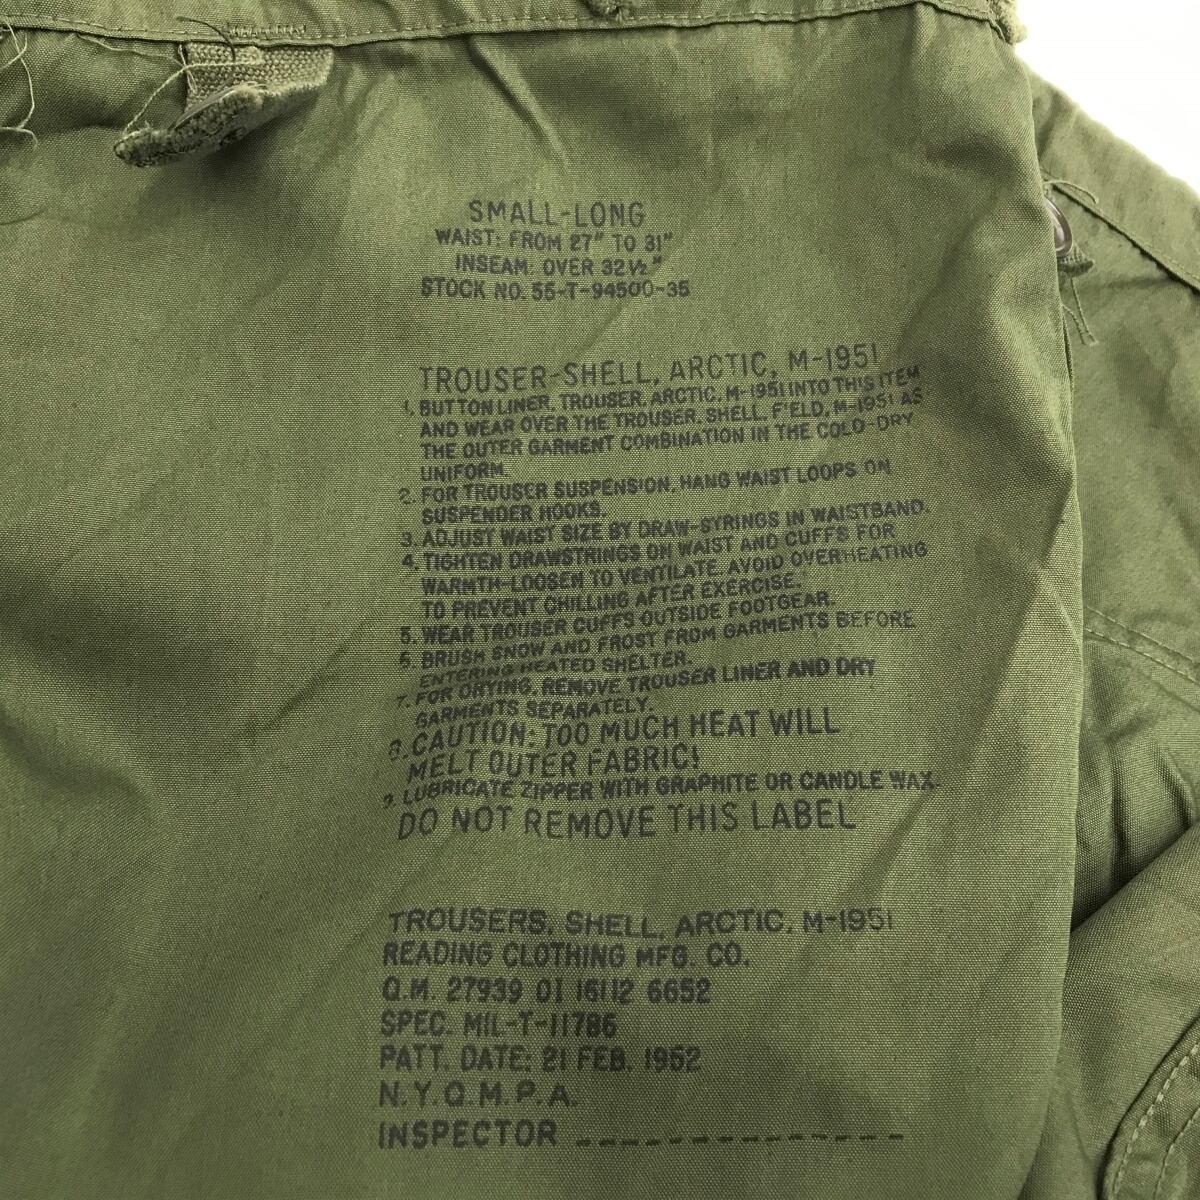 SMALL-LONG
WAIST: FROM 27" TO 31"
INSEAM: OVER 32½"
STOCK NO. 55-T-94500-35
TROUSER-SHELL, ARCTIC, M-1951
1. BUTTON LINER, TROUSER, ARCTIC, M-1951 INTO THIS ITEM
AND WEAR OVER THE TROUSER, SHELL, FIELD, M-1951 AS
THE OUTER GARMENT COMBINATION IN THE COLD-DRY
UNIFORM.
2. FOR TROUSER SUSPENSION, HANG WAIST LOOPS ON
SUSPENDER HOOKS.
3. ADJUST WAIST SIZE BY DRAW-STRINGS IN WAISTBAND.
4. TIGHTEN DRAWSTRINGS ON WAIST AND CUFFS FOR
WARMTH-LOOSEN TO VENTILATE. AVOID OVERHEATING
TO PREVENT CHILLING AFTER EXERCISE.
5. WEAR TROUSER CUFFS OUTSIDE FOOTGEAR.
6. BRUSH SNOW AND FROST FROM GARMENTS BEFORE
ENTERING HEATED SHELTER.
7. FOR DRYING, REMOVE TROUSER LINER AND DRY
GARMENTS SEPARATELY.
8. CAUTION: TOO MUCH HEAT WILL
MELT OUTER FABRIC!
9. LUBRICATE ZIPPER WITH GRAPHITE OR CANDLE WAX.
DO NOT REMOVE THIS LABEL
TROUSERS, SHELL, ARCTIC, M-1951
READING CLOTHING MFG. CO.
Q.M. 27939 OI 16112 6652
SPEC. MIL-T-11786
PATT. DATE: 21 FEB. 1952
N.Y.Q.M.P.A.
INSPECTOR _______________